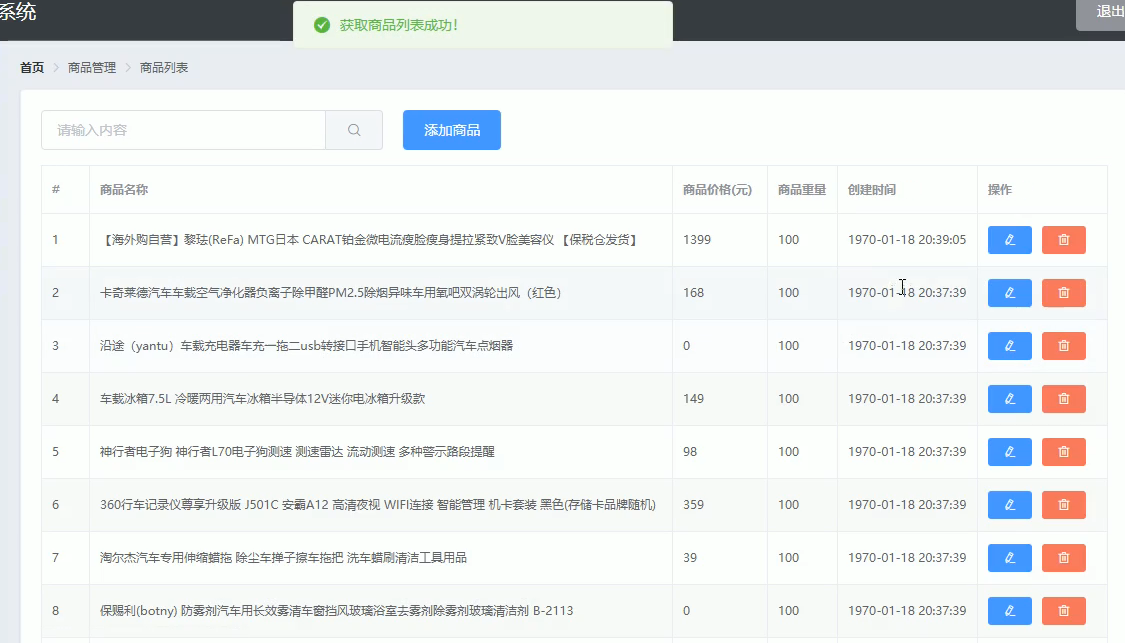 系统
获取商品列表成功!
退出
首页 > 商品管理 > 商品列表
请输入内容
添加商品
# 商品名称 商品价格(元) 商品重量 创建时间 操作
1 【海外购自营】黎珐(ReFa) MTG日本 CARAT铂金微电流瘦脸瘦身提拉紧致V脸美容仪 【保税仓发货】 1399 100 1970-01-18 20:39:05
2 卡奇莱德汽车车载空气净化器负离子除甲醛PM2.5除烟异味车用氧吧双涡轮出风（红色） 168 100 1970-01-18 20:37:39
3 沿途（yantu）车载充电器车充一拖二usb转接口手机智能头多功能汽车点烟器 0 100 1970-01-18 20:37:39
4 车载冰箱7.5L 冷暖两用汽车冰箱半导体12V迷你电冰箱升级款 149 100 1970-01-18 20:37:39
5 神行者电子狗 神行者L70电子狗测速 测速雷达 流动测速 多种警示路段提醒 98 100 1970-01-18 20:37:39
6 360行车记录仪尊享升级版 J501C 安霸A12 高清夜视 WIFI连接 智能管理 机卡套装 黑色(存储卡品牌随机) 359 100 1970-01-18 20:37:39
7 淘尔杰汽车专用伸缩蜡拖 除尘车掸子擦车拖把 洗车蜡刷清洁工具用品 39 100 1970-01-18 20:37:39
8 保赐利(botny) 防雾剂汽车用长效雾清车窗挡风玻璃浴室去雾剂除雾剂玻璃清洁剂 B-2113 0 100 1970-01-18 20:37:39